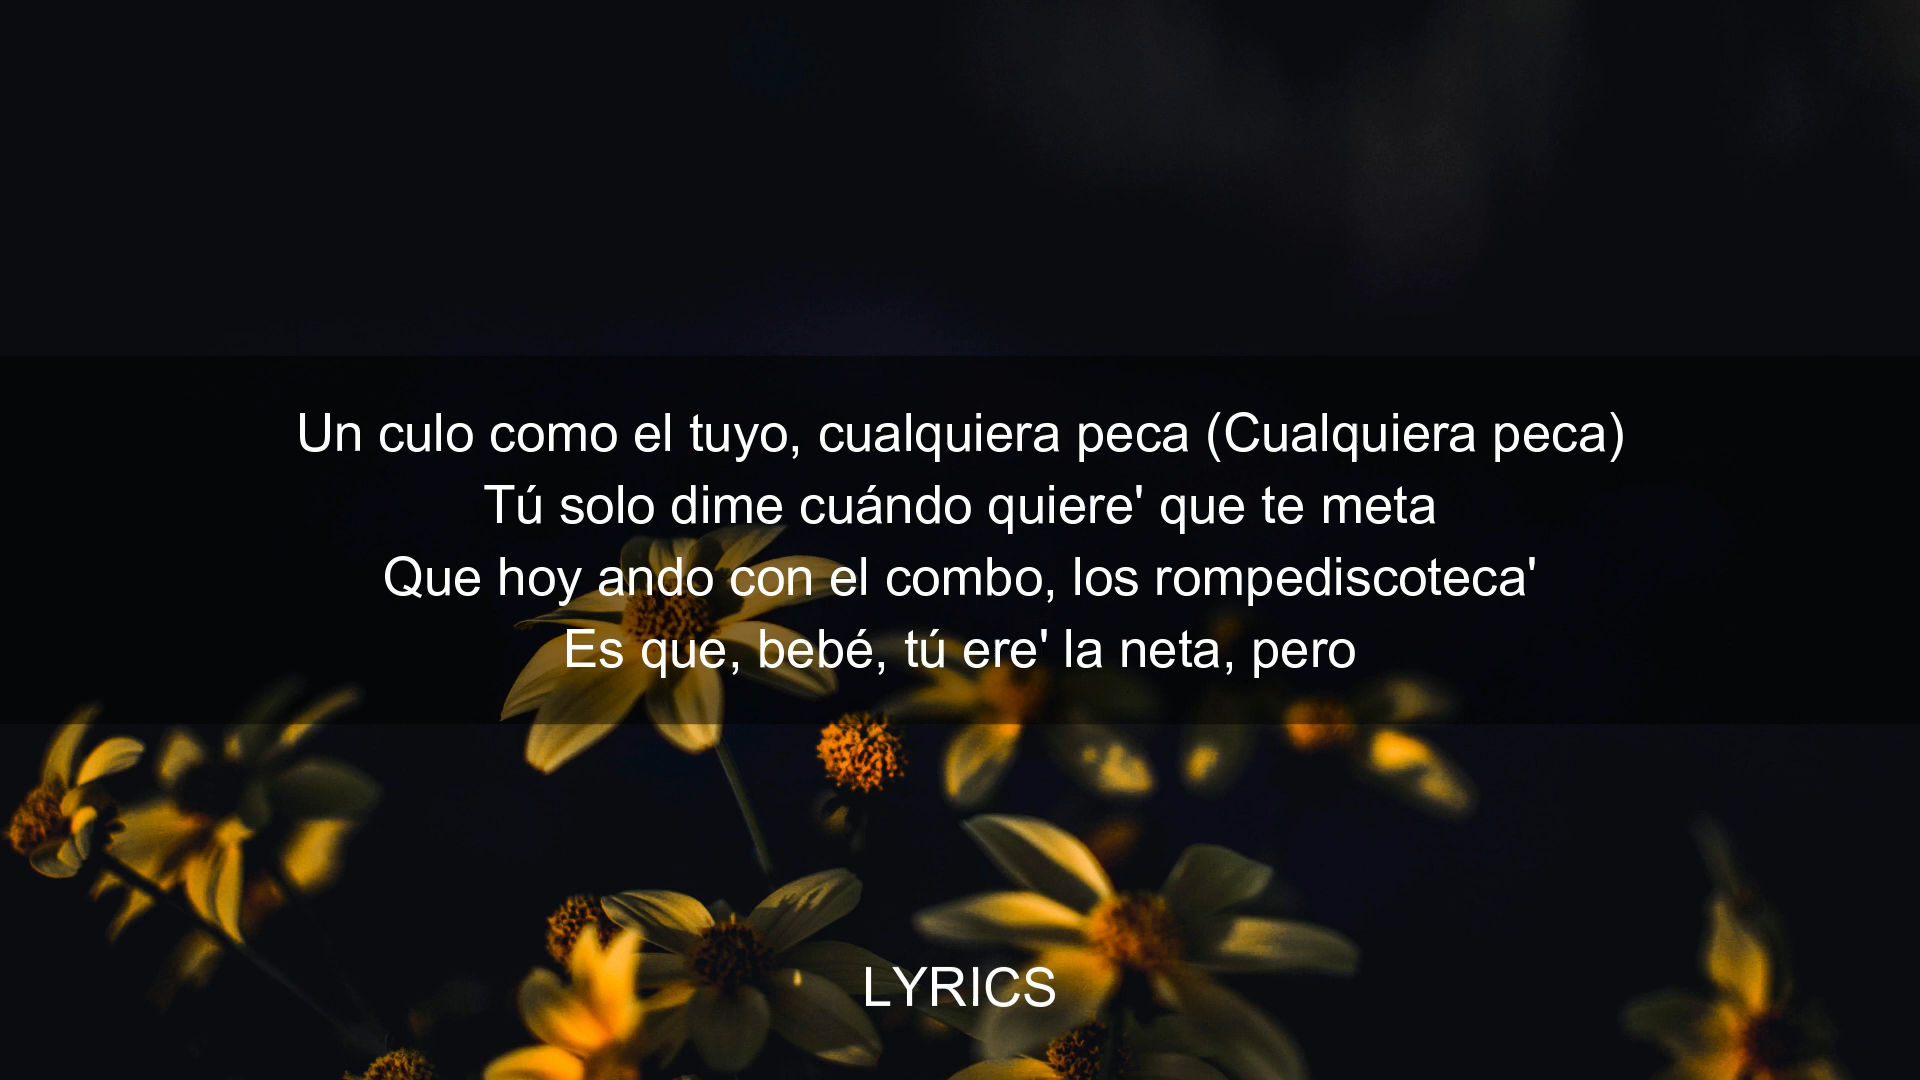 Un culo como el tuyo, cualquiera peca (Cualquiera peca)
Tú solo dime cuándo quiere' que te meta
Que hoy ando con el combo, los rompediscoteca'
Es que, bebé, tú ere' la neta, pero
LYRICS